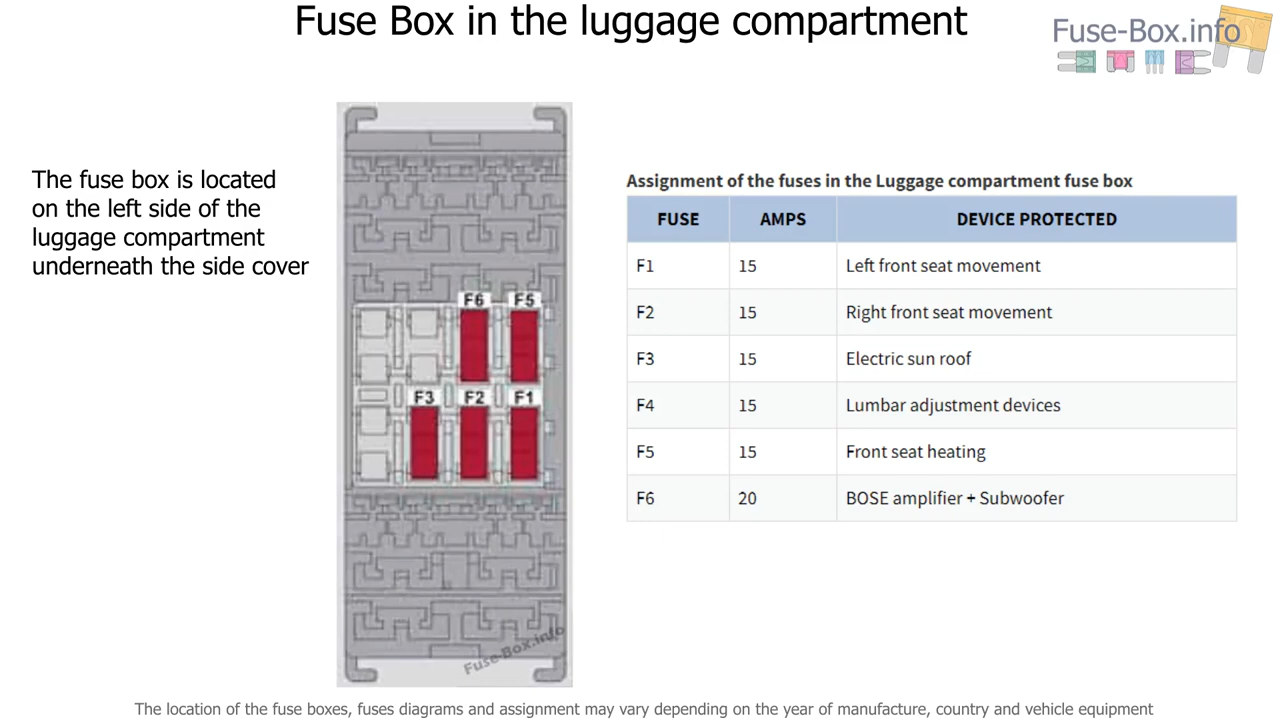 Fuse Box in the luggage compartment
Fuse-Box.info
The fuse box is located
on the left side of the
luggage compartment
underneath the side cover
F6 F5
F3 F2 F1
Fuse-Box.info
Assignment of the fuses in the Luggage compartment fuse box
FUSE AMPS DEVICE PROTECTED
F1 15 Left front seat movement
F2 15 Right front seat movement
F3 15 Electric sun roof
F4 15 Lumbar adjustment devices
F5 15 Front seat heating
F6 20 BOSE amplifier + Subwoofer
The location of the fuse boxes, fuses diagrams and assignment may vary depending on the year of manufacture, country and vehicle equipment